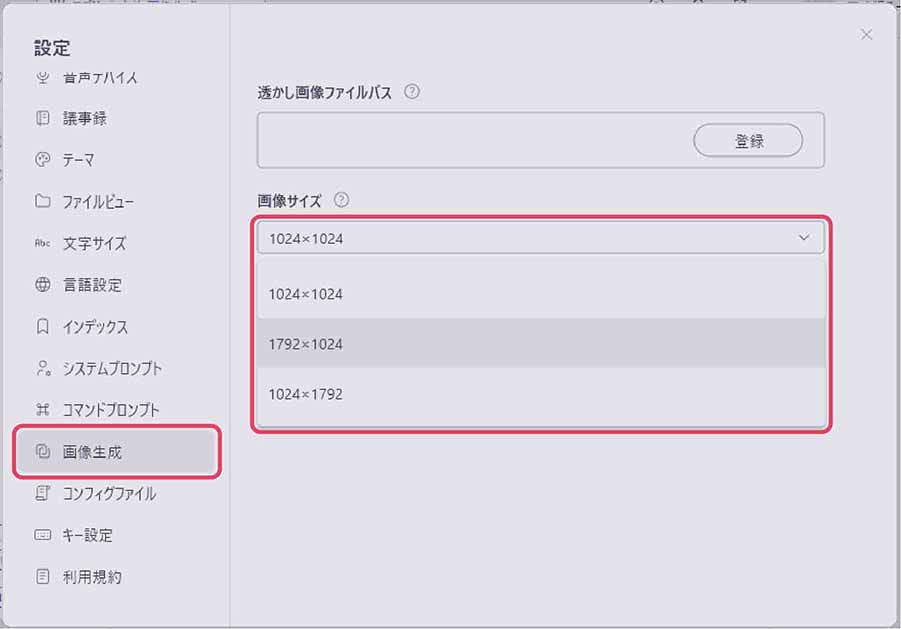 設定
音声デバイス
議事録
テーマ
ファイルビュー
Abc 文字サイズ
言語設定
インデックス
システムプロンプト
コマンドプロンプト
画像生成
コンフィグファイル
キー設定
利用規約
透かし画像ファイルパス ?
登録
画像サイズ ?
1024×1024
1024×1024
1792×1024
1024×1792